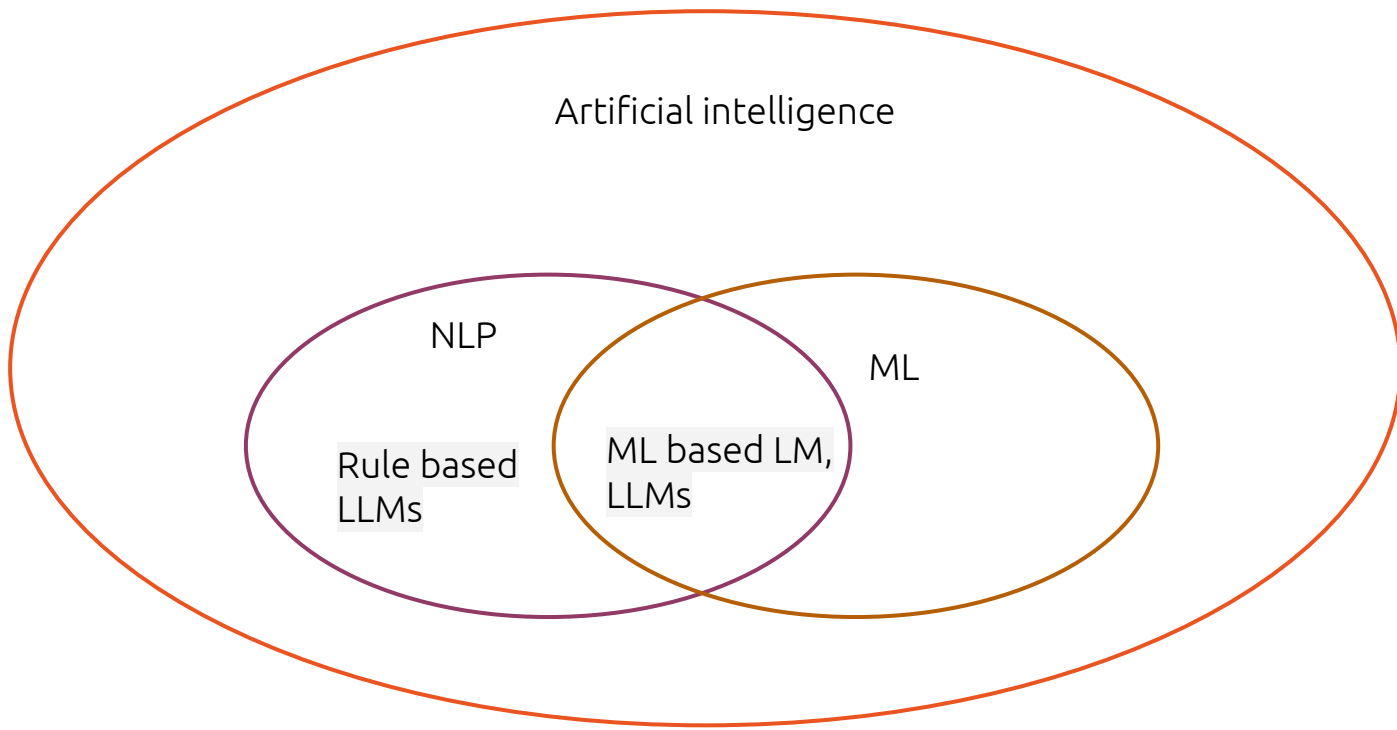 Artificial intelligence
NLP
ML
Rule based
LLMs
ML based LM,
LLMs